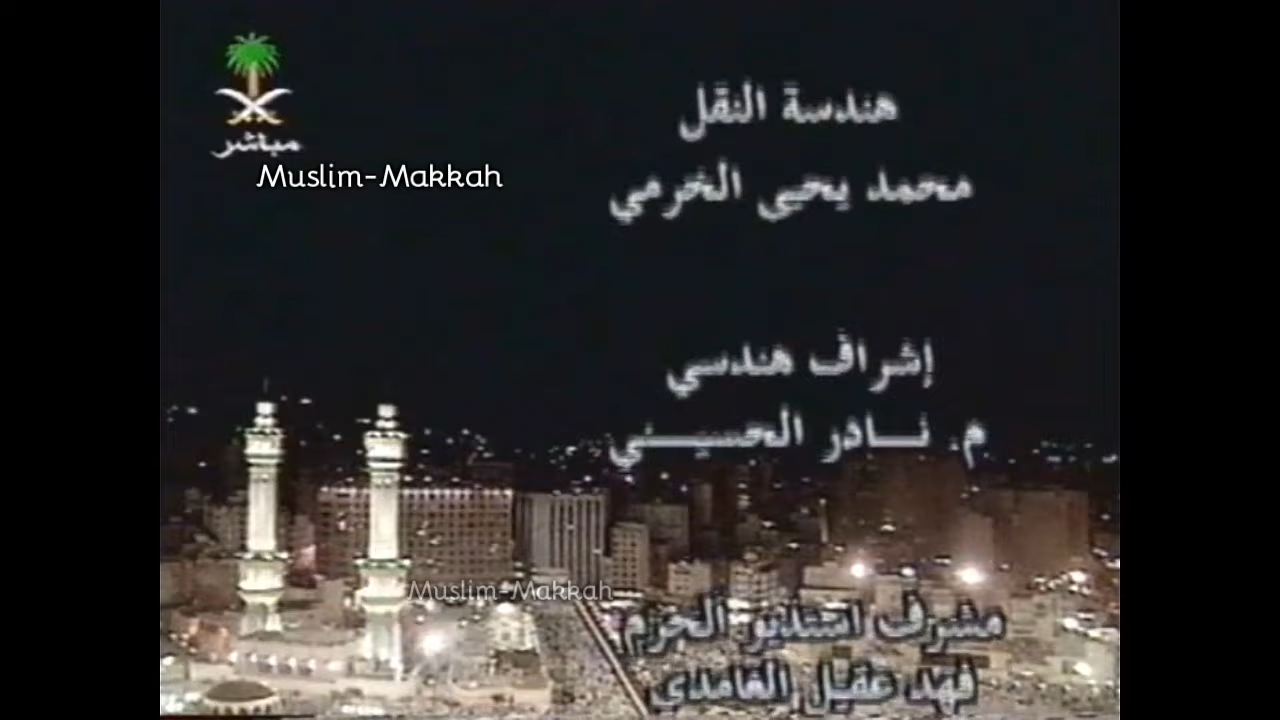 مباشر
Muslim-Makkah
هندسة النقل
محمد يحيى الخرمي
إشراف هندسي
م. نـــادر الحسيـــني
Muslim-Makkah
مشرف استديو الحرم
فهد عقيل الغامدي